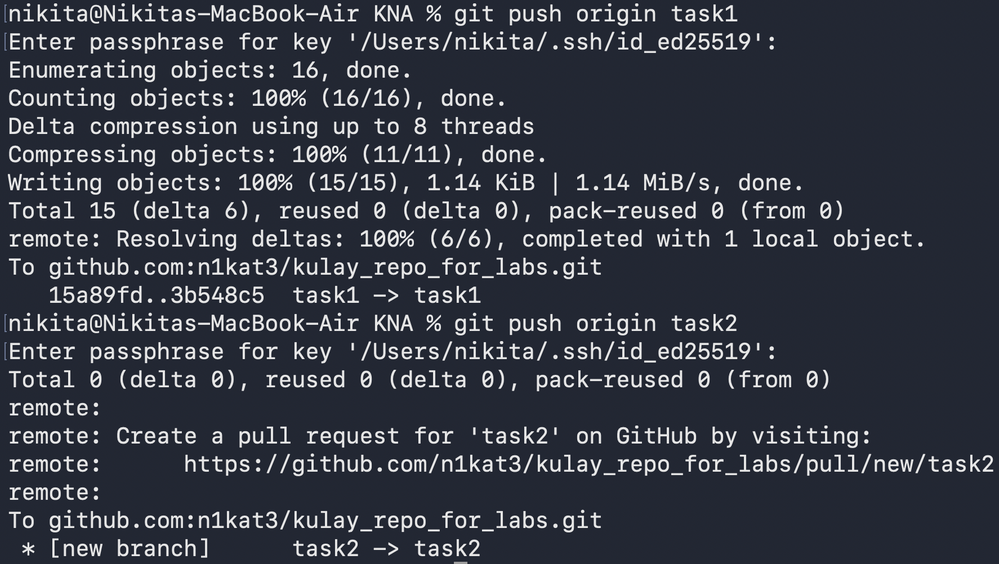 [nikita@Nikitas-MacBook-Air KNA % git push origin task1
[Enter passphrase for key '/Users/nikita/.ssh/id_ed25519':
Enumerating objects: 16, done.
Counting objects: 100% (16/16), done.
Delta compression using up to 8 threads
Compressing objects: 100% (11/11), done.
Writing objects: 100% (15/15), 1.14 KiB | 1.14 MiB/s, done.
Total 15 (delta 6), reused 0 (delta 0), pack-reused 0 (from 0)
remote: Resolving deltas: 100% (6/6), completed with 1 local object.
To github.com:n1kat3/kulay_repo_for_labs.git
   15a89fd..3b548c5  task1 -> task1
[nikita@Nikitas-MacBook-Air KNA % git push origin task2
[Enter passphrase for key '/Users/nikita/.ssh/id_ed25519':
Total 0 (delta 0), reused 0 (delta 0), pack-reused 0 (from 0)
remote:
remote: Create a pull request for 'task2' on GitHub by visiting:
remote:      https://github.com/n1kat3/kulay_repo_for_labs/pull/new/task2
remote:
To github.com:n1kat3/kulay_repo_for_labs.git
 * [new branch]      task2 -> task2